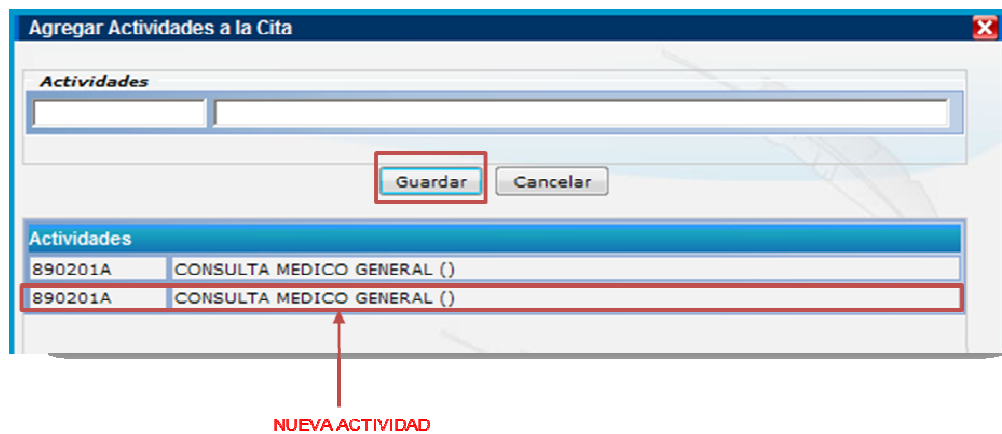 Agregar Actividades a la Cita
Actividades
Guardar Cancelar
Actividades
890201A CONSULTA MEDICO GENERAL ()
890201A CONSULTA MEDICO GENERAL ()
NUEVA ACTIVIDAD